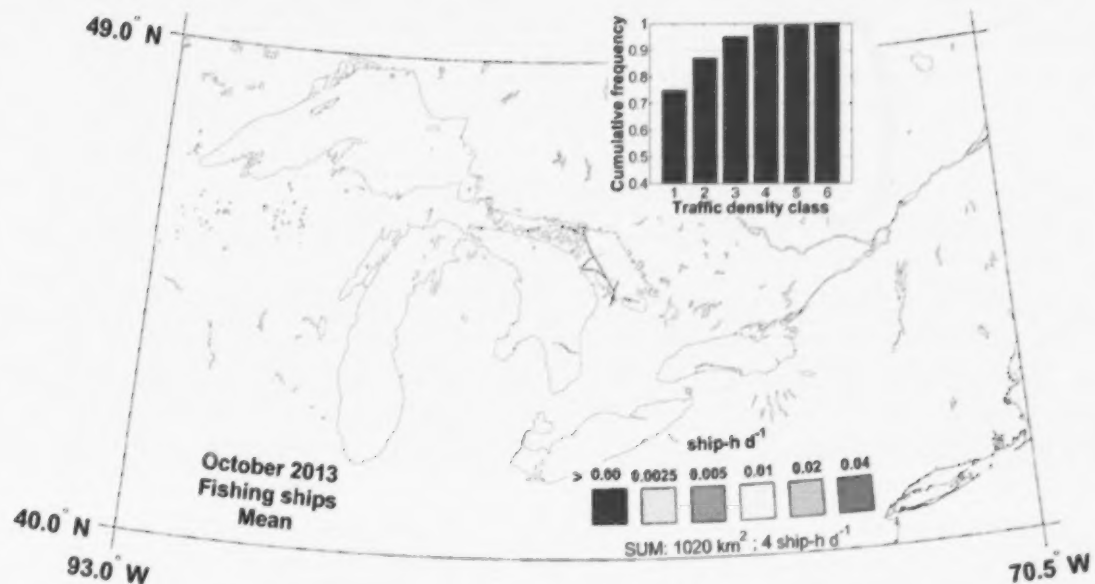 49.0° N
Cumulative frequency
1
0.9
0.8
0.7
0.6
0.5
0.4
1 2 3 4 5 6
Traffic density class
October 2013
Fishing ships
Mean
ship-h d⁻¹
> 0.00 0.0025 0.005 0.01 0.02 0.04
SUM: 1020 km² ; 4 ship-h d⁻¹
40.0° N
93.0° W
70.5° W